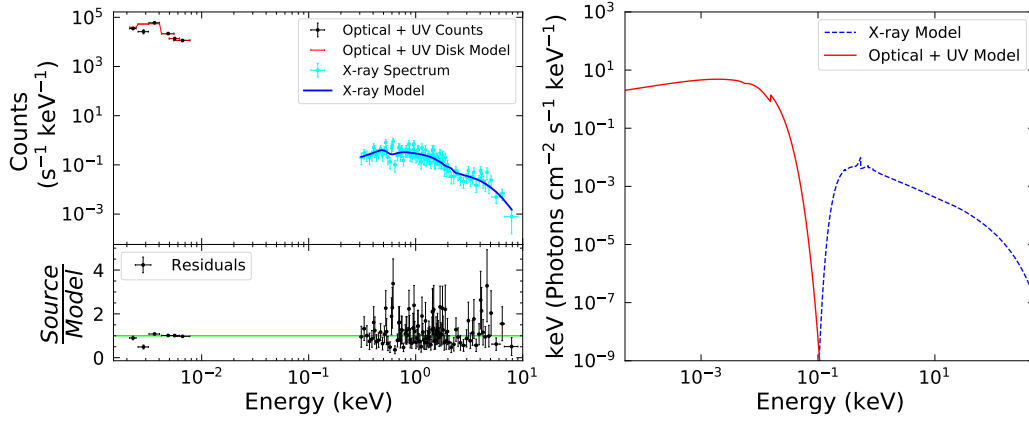 10^5
10^3
10^1
10^-1
10^-3
Counts
(s^-1 keV^-1)
Optical + UV Counts
Optical + UV Disk Model
X-ray Spectrum
X-ray Model
4
2
0
Source
Model
Residuals
10^-2
10^-1
10^0
10^1
Energy (keV)
10^3
10^1
10^-1
10^-3
10^-5
10^-7
10^-9
keV (Photons cm^-2 s^-1 keV^-1)
X-ray Model
Optical + UV Model
10^-3
10^-1
10^1
Energy (keV)